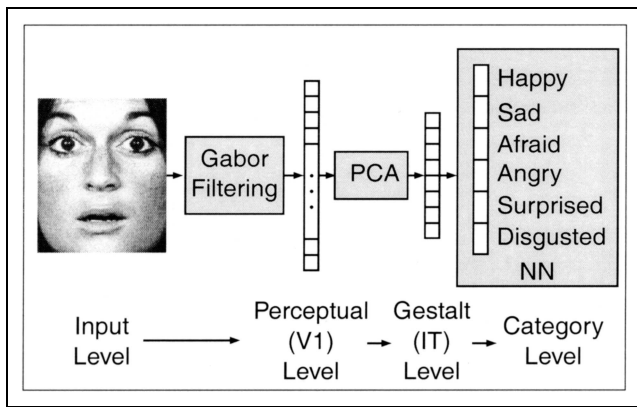 Gabor
Filtering
PCA
Happy
Sad
Afraid
Angry
Surprised
Disgusted
NN
Input
Level
Perceptual
(V1)
Level
Gestalt
(IT)
Level
Category
Level